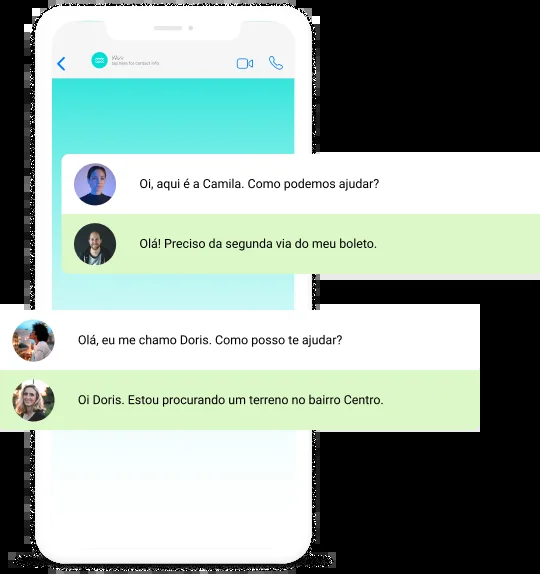 tap here for contact info
Oi, aqui é a Camila. Como podemos ajudar?
Olá! Preciso da segunda via do meu boleto.
Olá, eu me chamo Doris. Como posso te ajudar?
Oi Doris. Estou procurando um terreno no bairro Centro.